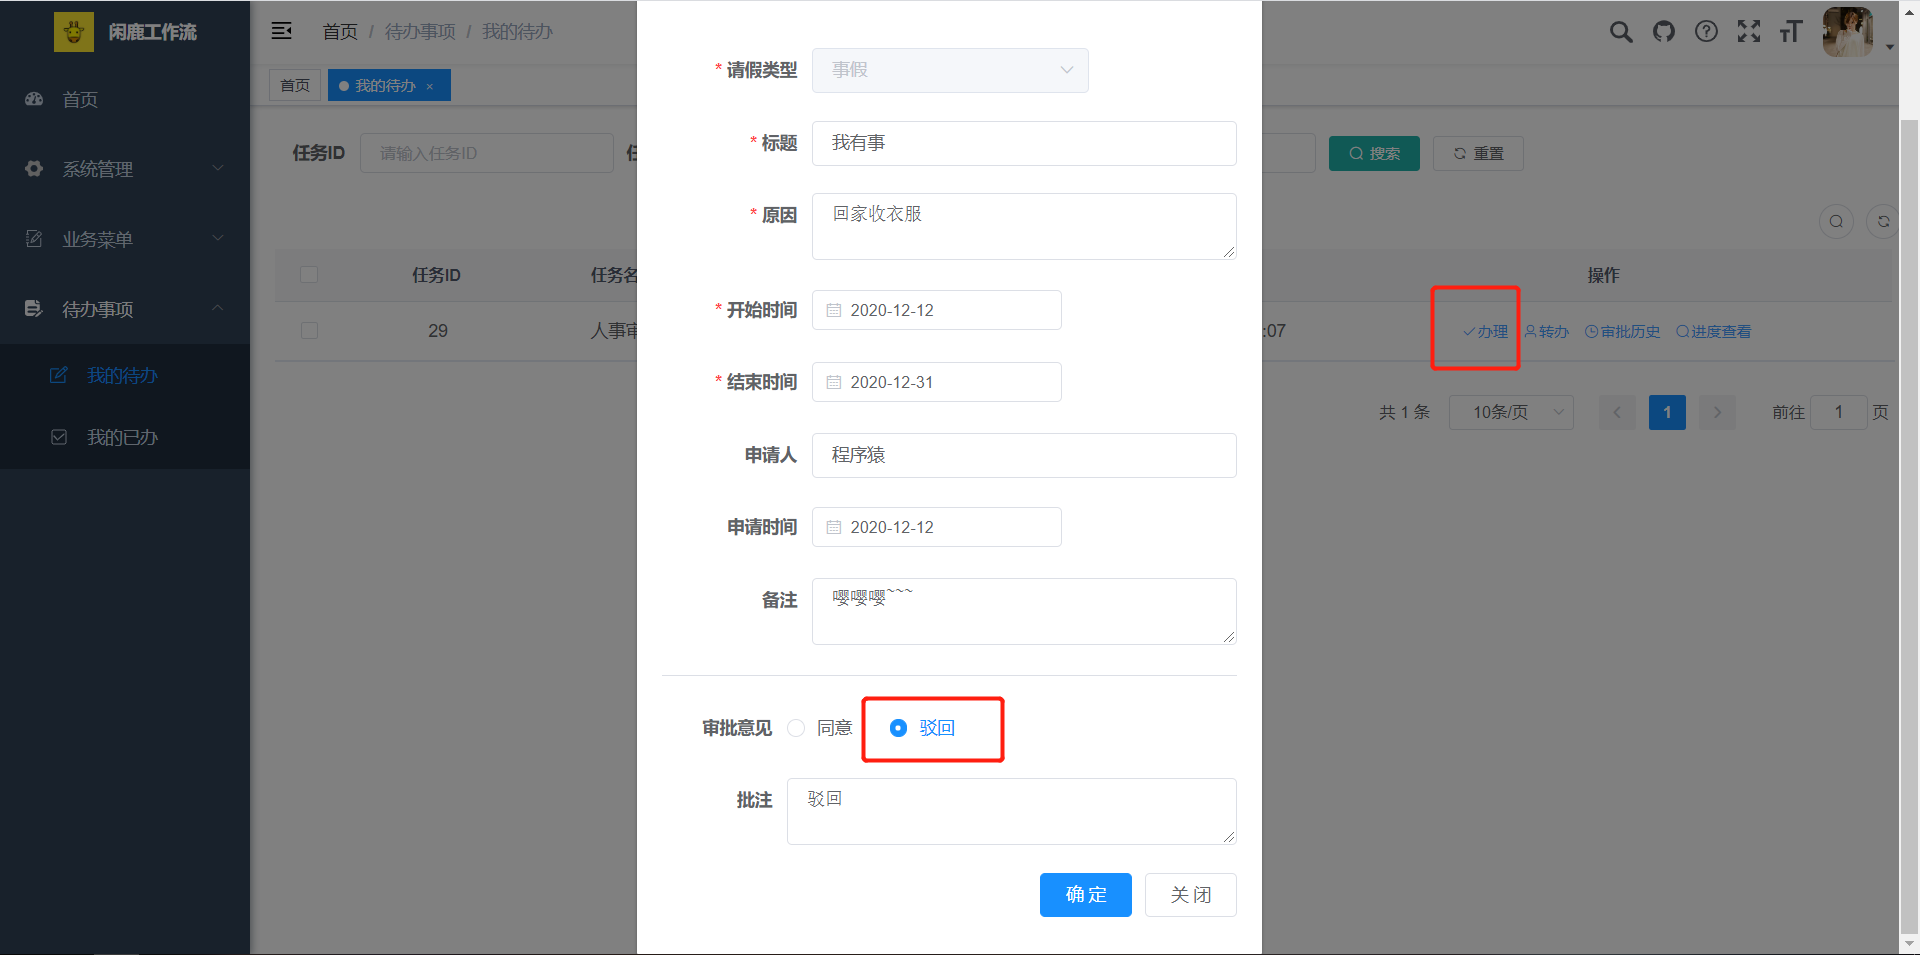 闲鹿工作流
首页 / 待办事项 / 我的待办
首页
我的待办 ×
首页
系统管理
业务菜单
待办事项
我的待办
我的已办
任务ID 请输入任务ID
搜索 重置
任务ID 任务名 操作
29 人事审 :07 办理 转办 审批历史 进度查看
共 1 条 10条/页 1 前往 1 页
* 请假类型 事假
* 标题 我有事
* 原因 回家收衣服
* 开始时间 2020-12-12
* 结束时间 2020-12-31
申请人 程序猿
申请时间 2020-12-12
备注 嘤嘤嘤~~~
审批意见 同意 驳回
批注 驳回
确 定 关 闭